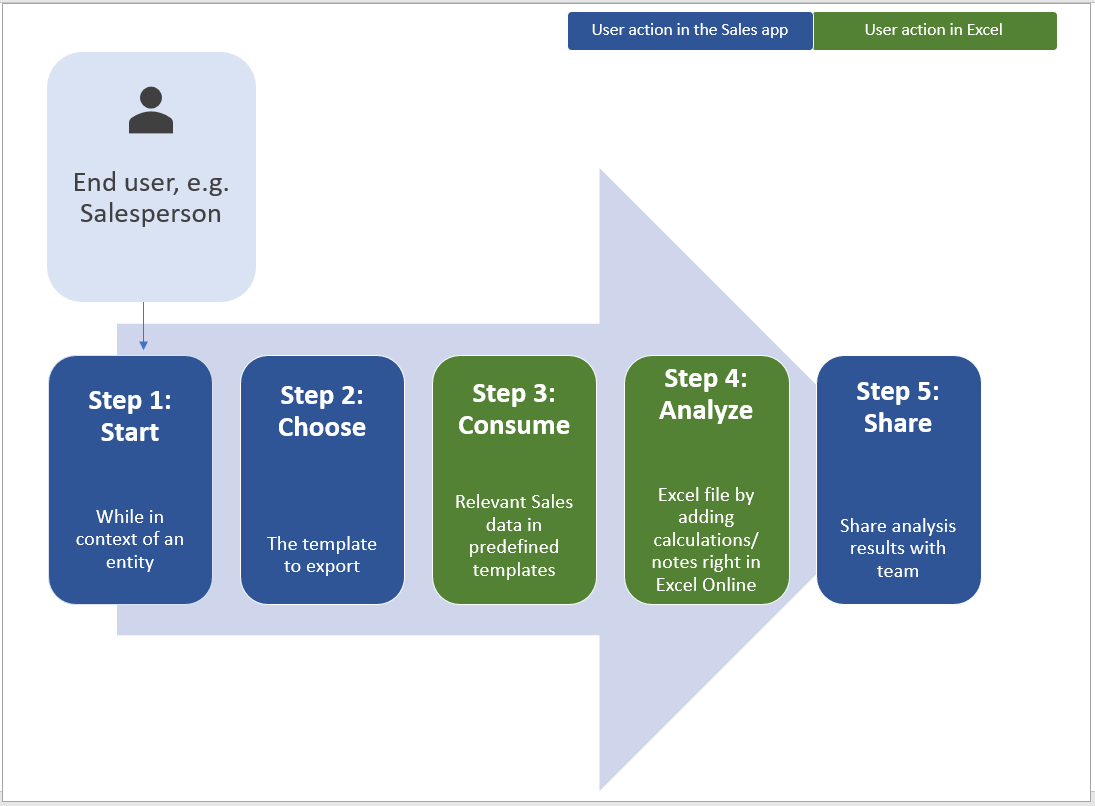 User action in the Sales app
User action in Excel
End user, e.g.
Salesperson
Step 1:
Start
While in
context of an
entity
Step 2:
Choose
The template
to export
Step 3:
Consume
Relevant Sales
data in
predefined
templates
Step 4:
Analyze
Excel file by
adding
calculations/
notes right in
Excel Online
Step 5:
Share
Share analysis
results with
team